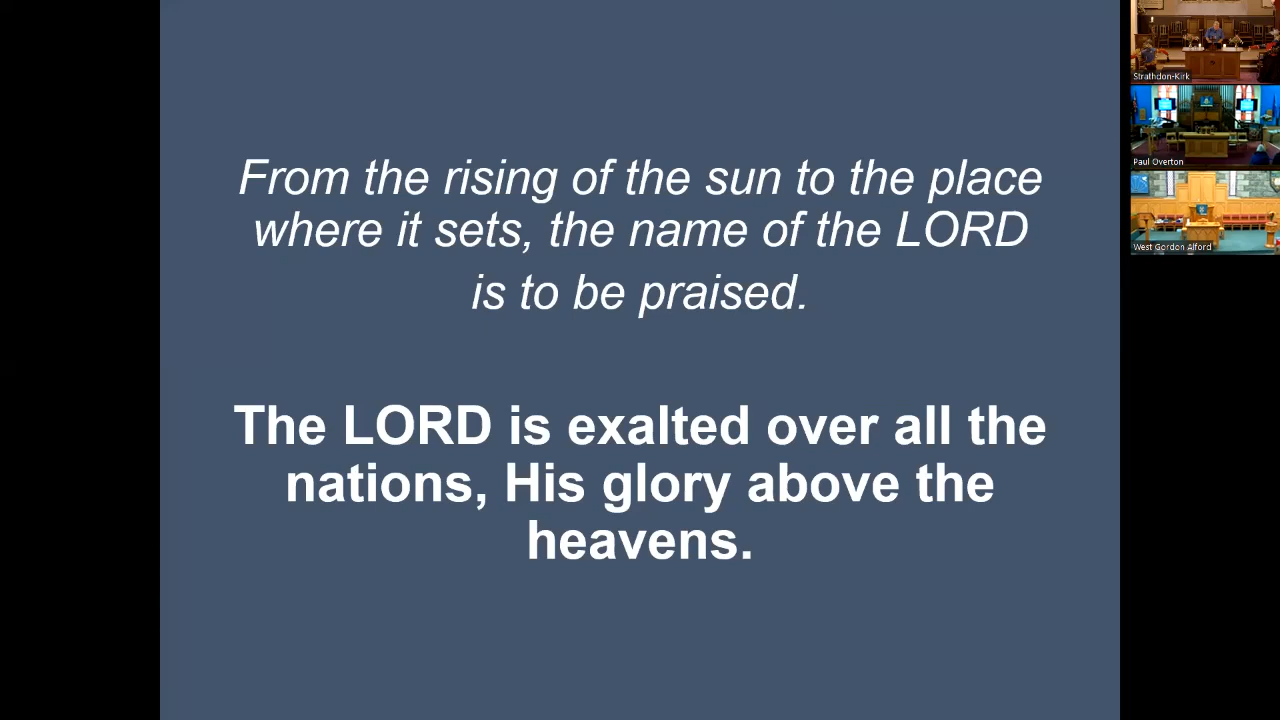 From the rising of the sun to the place
where it sets, the name of the LORD
is to be praised.
The LORD is exalted over all the
nations, His glory above the
heavens.
Strathdon-Kirk
Paul Overton
West Gordon Alford